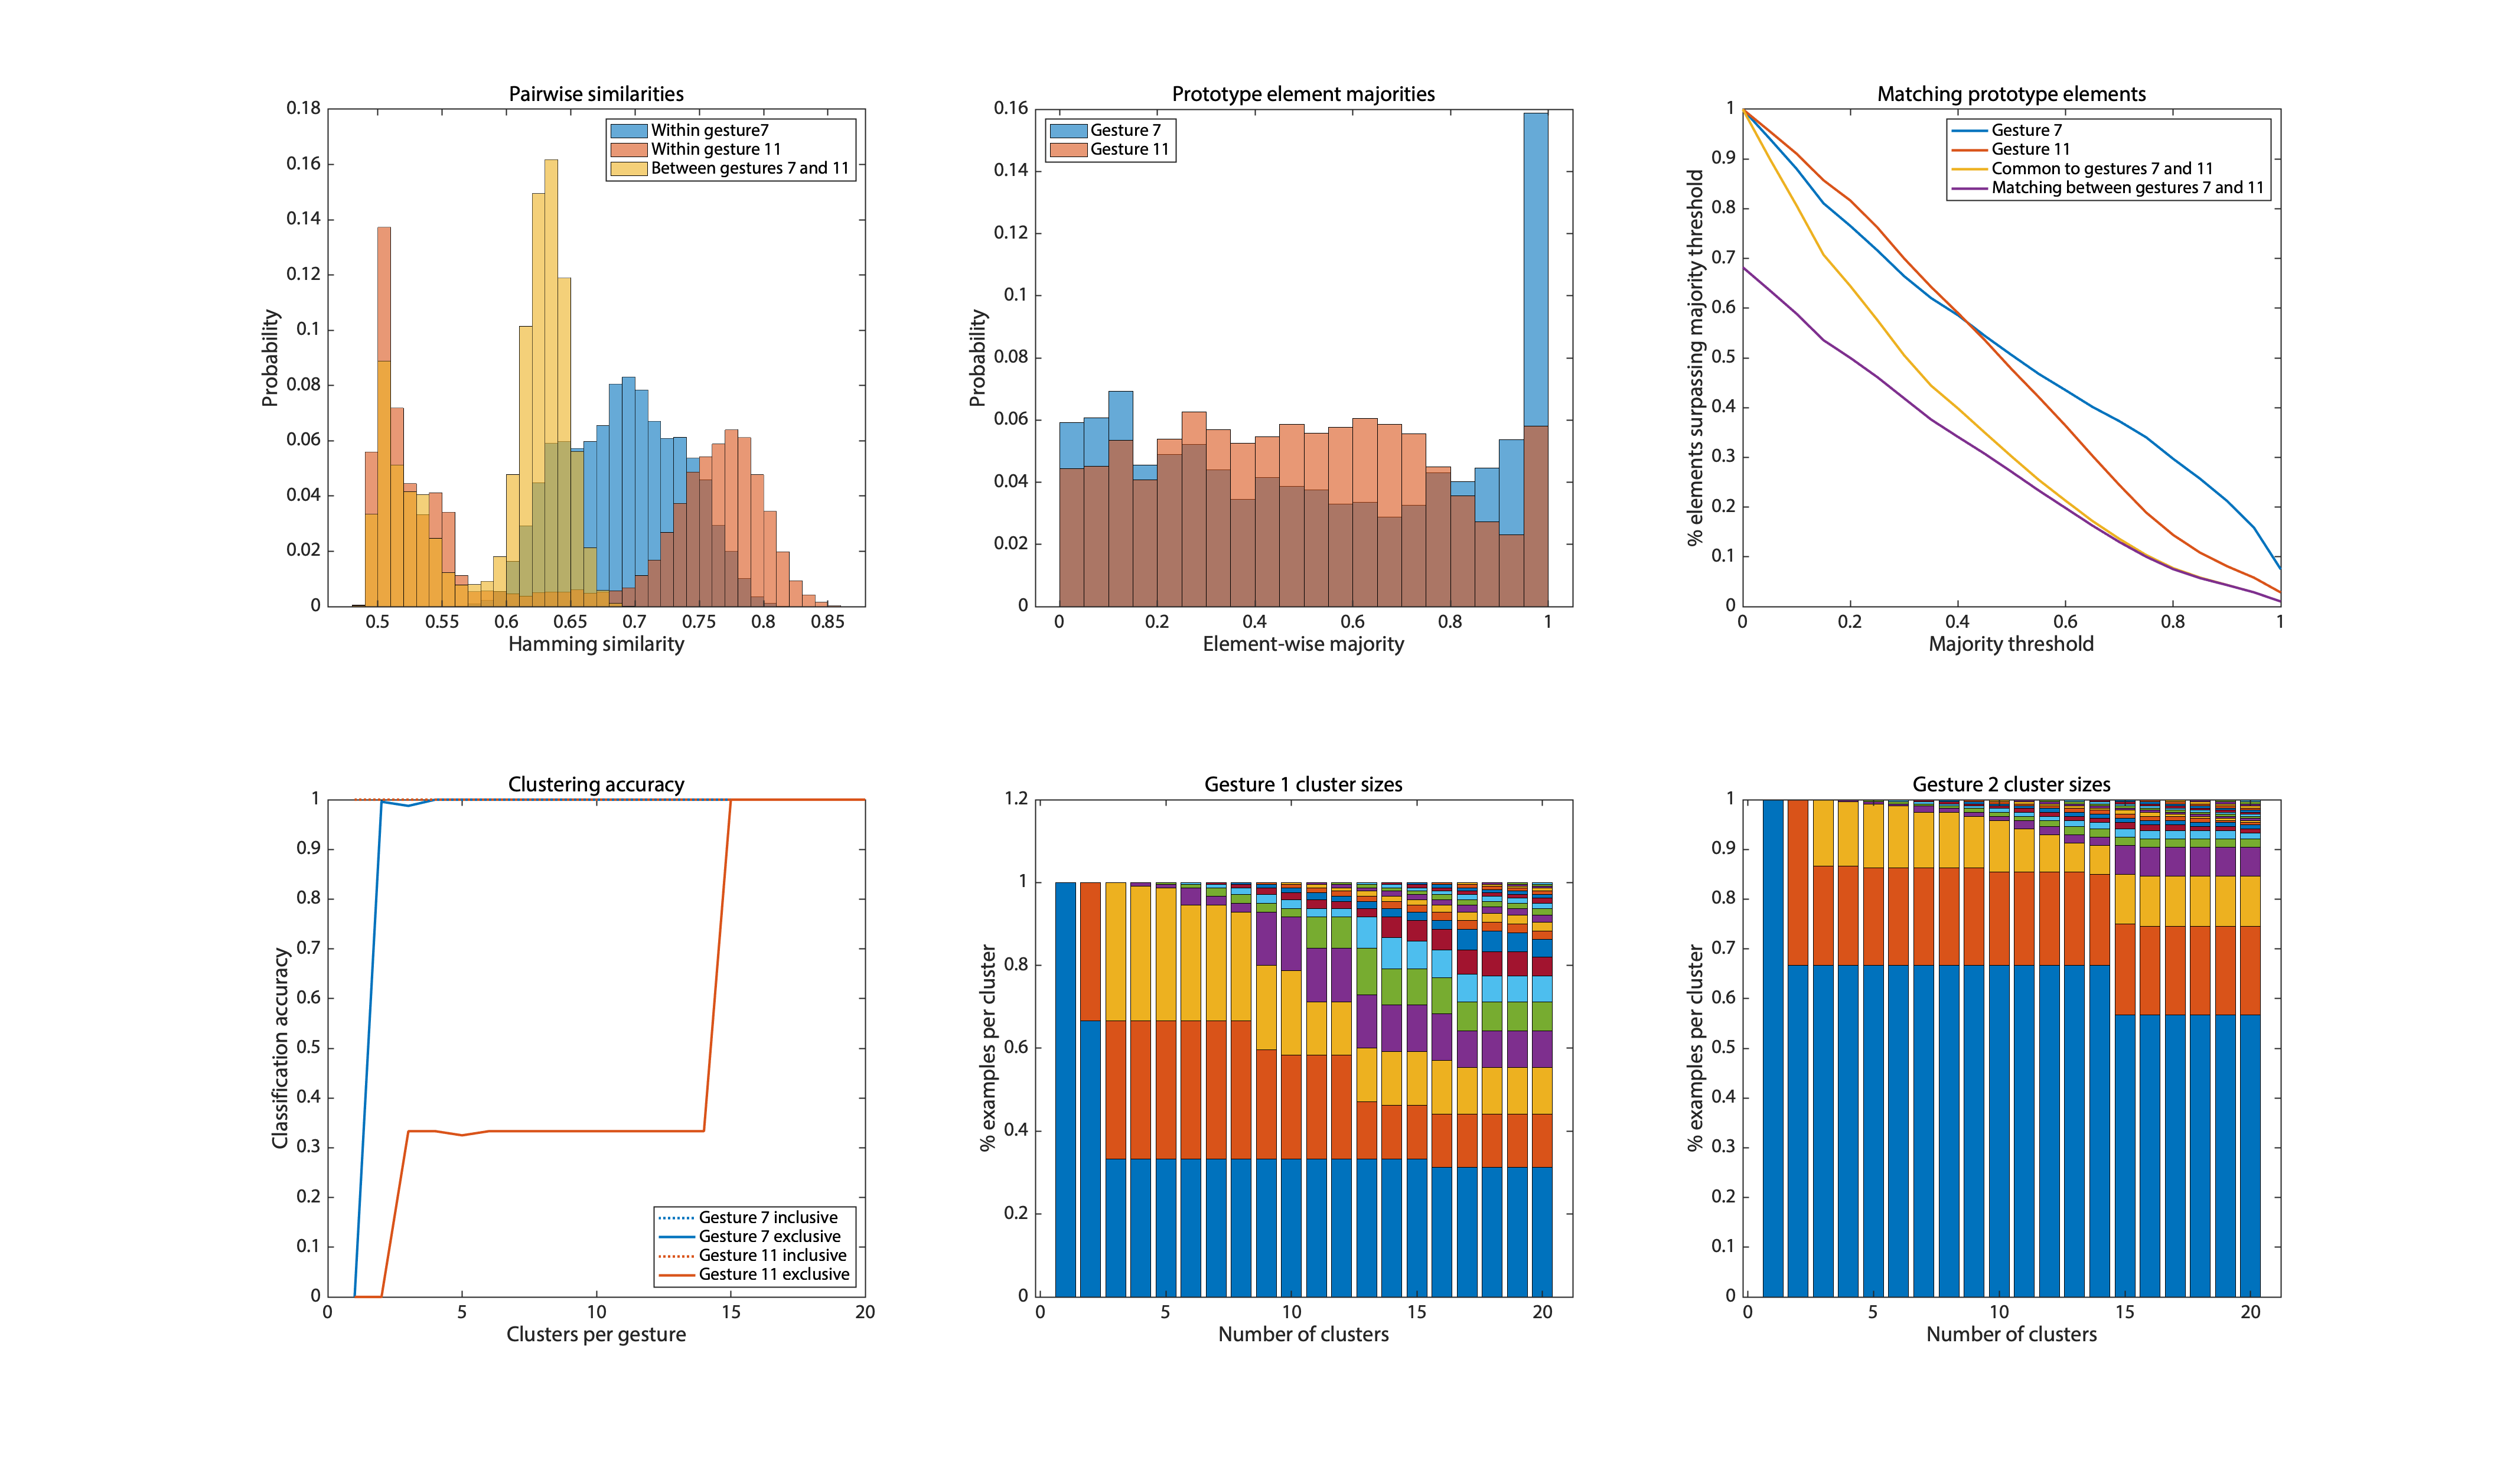 Pairwise similarities
0.18
0.16
0.14
0.12
0.1
0.08
0.06
0.04
0.02
0
Probability
Within gesture7
Within gesture 11
Between gestures 7 and 11
0.5 0.55 0.6 0.65 0.7 0.75 0.8 0.85
Hamming similarity
Prototype element majorities
0.16
0.14
0.12
0.1
0.08
0.06
0.04
0.02
0
Probability
Gesture 7
Gesture 11
0 0.2 0.4 0.6 0.8 1
Element-wise majority
Matching prototype elements
1
0.9
0.8
0.7
0.6
0.5
0.4
0.3
0.2
0.1
0
% elements surpassing majority threshold
Gesture 7
Gesture 11
Common to gestures 7 and 11
Matching between gestures 7 and 11
0 0.2 0.4 0.6 0.8 1
Majority threshold
Clustering accuracy
1
0.9
0.8
0.7
0.6
0.5
0.4
0.3
0.2
0.1
0
Classification accuracy
Gesture 7 inclusive
Gesture 7 exclusive
Gesture 11 inclusive
Gesture 11 exclusive
0 5 10 15 20
Clusters per gesture
Gesture 1 cluster sizes
1.2
1
0.8
0.6
0.4
0.2
0
% examples per cluster
0 5 10 15 20
Number of clusters
Gesture 2 cluster sizes
1
0.9
0.8
0.7
0.6
0.5
0.4
0.3
0.2
0.1
0
% examples per cluster
0 5 10 15 20
Number of clusters